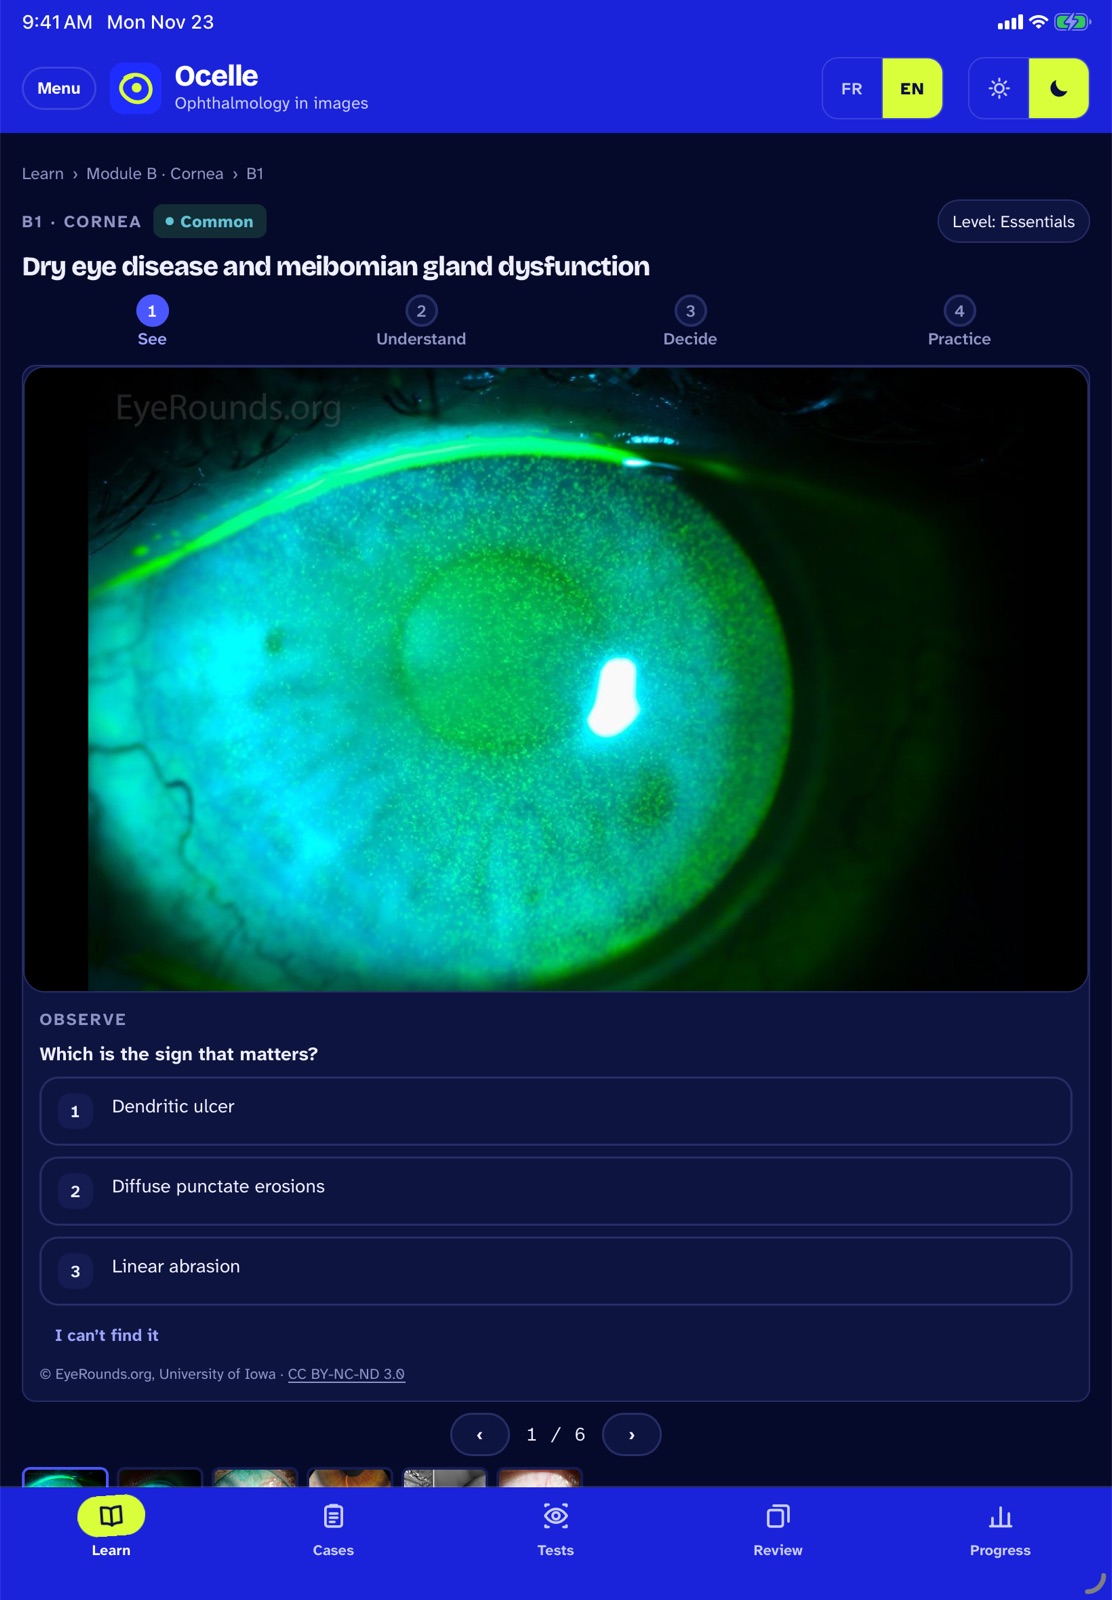 9:41 AM Mon Nov 23
Menu
Ocelle
Ophthalmology in images
FR
EN
Learn › Module B · Cornea › B1
B1 · CORNEA
Common
Level: Essentials
Dry eye disease and meibomian gland dysfunction
1
See
2
Understand
3
Decide
4
Practice
EyeRounds.org
OBSERVE
Which is the sign that matters?
1 Dendritic ulcer
2 Diffuse punctate erosions
3 Linear abrasion
I can’t find it
© EyeRounds.org, University of Iowa · CC BY-NC-ND 3.0
‹ 1 / 6 ›
Learn
Cases
Tests
Review
Progress